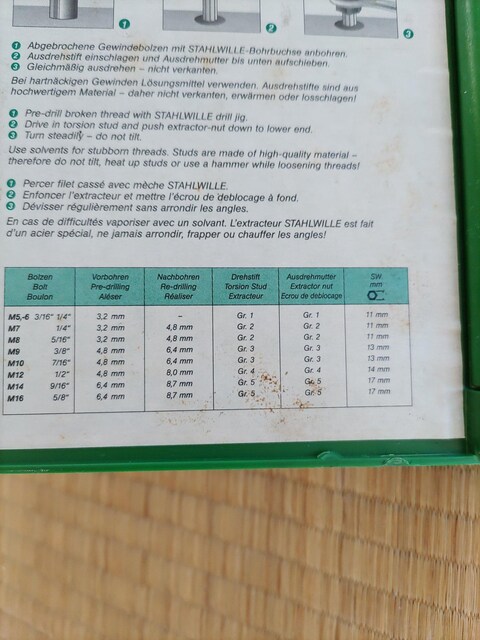 1 2 3
1 Abgebrochene Gewindebolzen mit STAHLWILLE-Bohrbuchse anbohren.
2 Ausdrehstift einschlagen und Ausdrehmutter bis unten aufschieben.
3 Gleichmäßig ausdrehen – nicht verkanten.
Bei hartnäckigen Gewinden Lösungsmittel verwenden. Ausdrehstifte sind aus
hochwertigem Material – daher nicht verkanten, erwärmen oder losschlagen!
1 Pre-drill broken thread with STAHLWILLE drill jig.
2 Drive in torsion stud and push extractor-nut down to lower end.
3 Turn steadily – do not tilt.
Use solvents for stubborn threads. Studs are made of high-quality material –
therefore do not tilt, heat up studs or use a hammer while loosening threads!
1 Percer filet cassé avec mèche STAHLWILLE.
2 Enfoncer l'extracteur et mettre l'écrou de deblocage à fond.
3 Dévisser régulièrement sans arrondir les angles.
En cas de difficultés vaporiser avec un solvant. L'extracteur STAHLWILLE est fait
d'un acier spécial, ne jamais arrondir, frapper ou chauffer les angles!
Bolzen Vorbohren Nachbohren Drehstift Ausdrehmutter SW
Bolt Pre-drilling Re-drilling Torsion Stud Extractor nut mm
Boulon Aléser Réaliser Extracteur Ecrou de deblocage
M5,-6 3/16" 1/4" 3,2 mm – Gr. 1 Gr. 1 11 mm
M7 1/4" 3,2 mm 4,8 mm Gr. 2 Gr. 2 11 mm
M8 5/16" 3,2 mm 4,8 mm Gr. 2 Gr. 2 11 mm
M9 3/8" 4,8 mm 6,4 mm Gr. 3 Gr. 3 13 mm
M10 7/16" 4,8 mm 6,4 mm Gr. 3 Gr. 3 13 mm
M12 1/2" 4,8 mm 8,0 mm Gr. 4 Gr. 4 14 mm
M14 9/16" 6,4 mm 8,7 mm Gr. 5 Gr. 5 17 mm
M16 5/8" 6,4 mm 8,7 mm Gr. 5 Gr. 5 17 mm